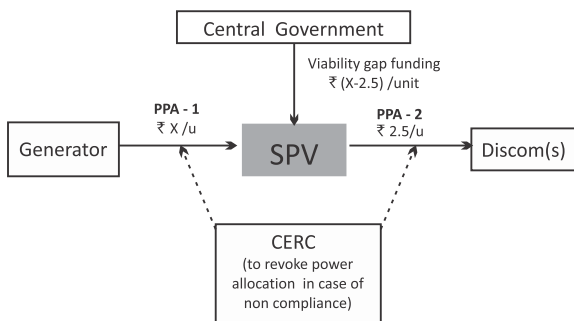 Central Government
Viability gap funding
₹ (X-2.5) /unit
PPA - 1
₹ X /u
PPA - 2
₹ 2.5/u
Generator
SPV
Discom(s)
CERC
(to revoke power
allocation in case of
non compliance)